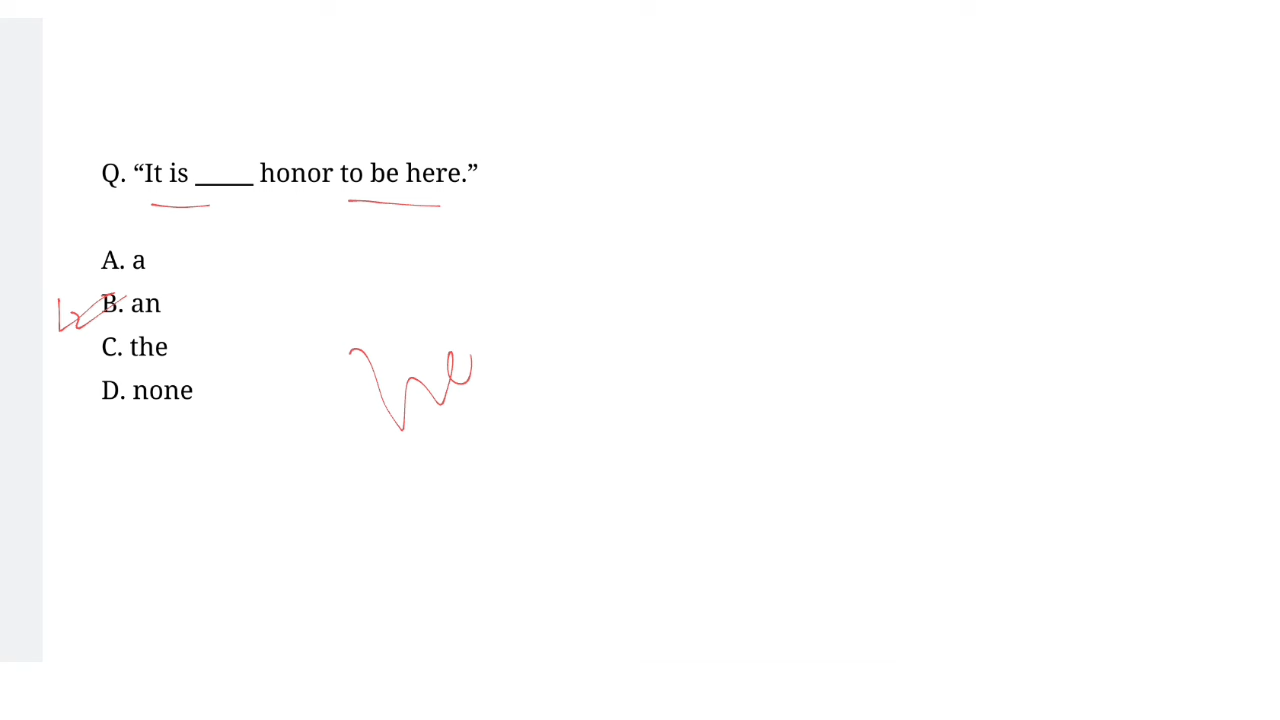 Q. “It is _____ honor to be here.”
A. a
B. an
C. the
D. none